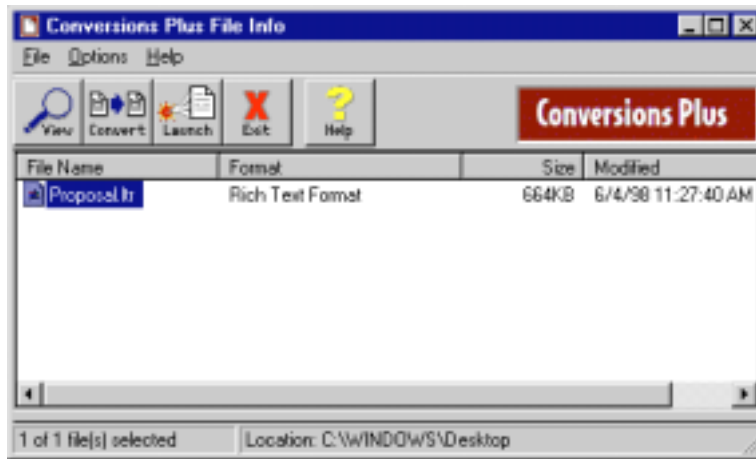 Conversions Plus File Info
File Options Help
View Convert Launch Exit Help
Conversions Plus
File Name Format Size Modified
Proposal.ltr Rich Text Format 664KB 6/4/98 11:27:40 AM
1 of 1 file(s) selected Location: C:\WINDOWS\Desktop